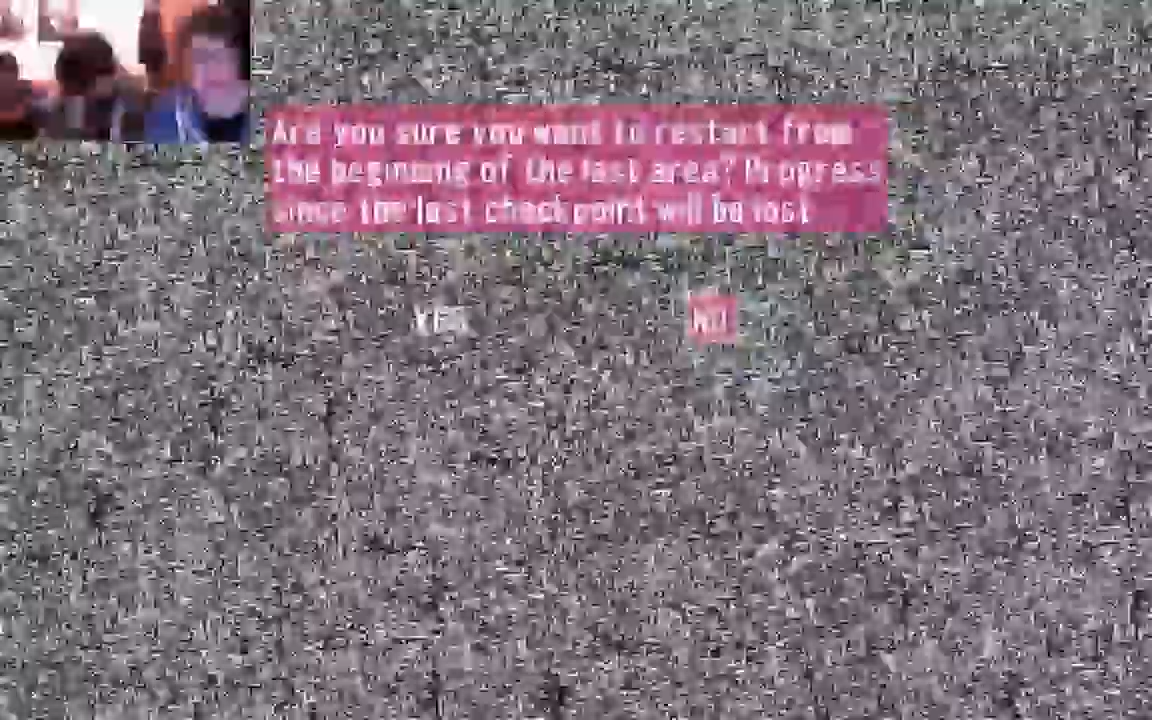 Are you sure you want to restart from
the beginning of the last area? Progress
since the last checkpoint will be lost
YES NO